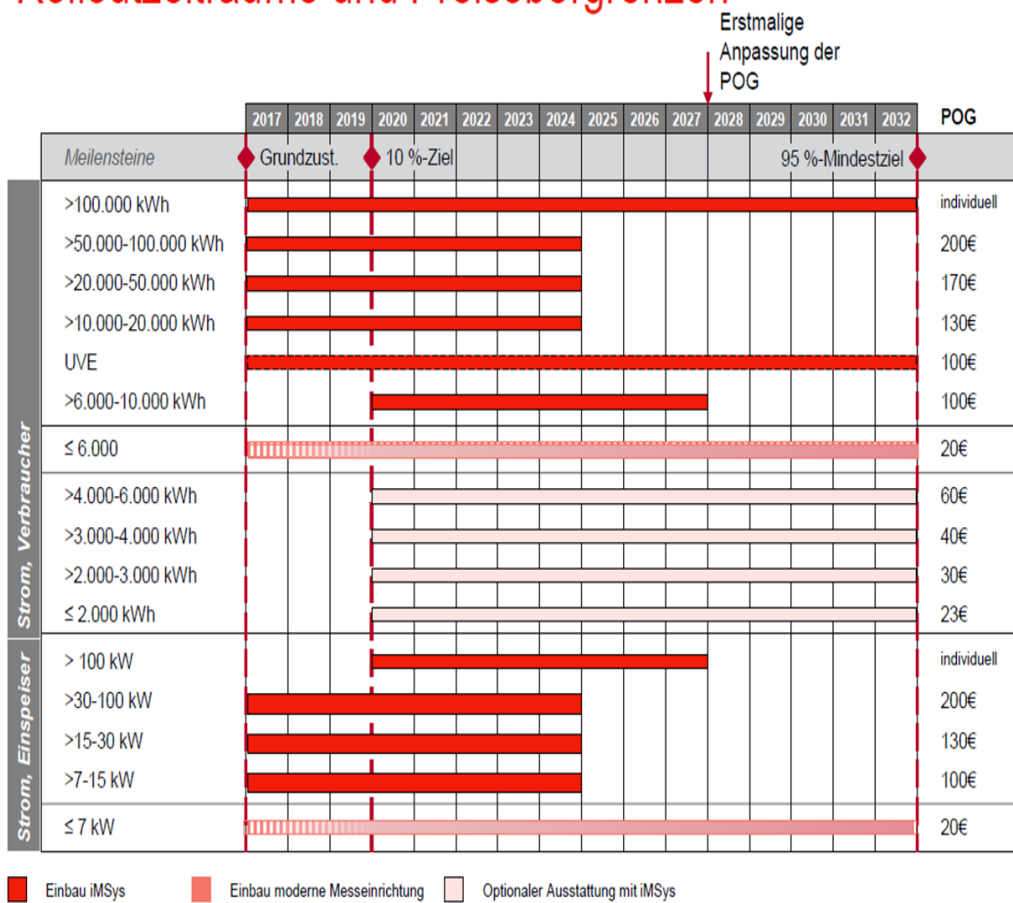 Rolloutzeiträume und Preisobergrenzen
Erstmalige
Anpassung der
POG
2017 2018 2019 2020 2021 2022 2023 2024 2025 2026 2027 2028 2029 2030 2031 2032 POG
Meilensteine Grundzust. 10 %-Ziel 95 %-Mindestziel
Strom, Verbraucher
>100.000 kWh individuell
>50.000-100.000 kWh 200€
>20.000-50.000 kWh 170€
>10.000-20.000 kWh 130€
UVE 100€
>6.000-10.000 kWh 100€
≤ 6.000 20€
>4.000-6.000 kWh 60€
>3.000-4.000 kWh 40€
>2.000-3.000 kWh 30€
≤ 2.000 kWh 23€
Strom, Einspeiser
> 100 kW individuell
>30-100 kW 200€
>15-30 kW 130€
>7-15 kW 100€
≤ 7 kW 20€
Einbau iMSys Einbau moderne Messeinrichtung Optionaler Ausstattung mit iMSys